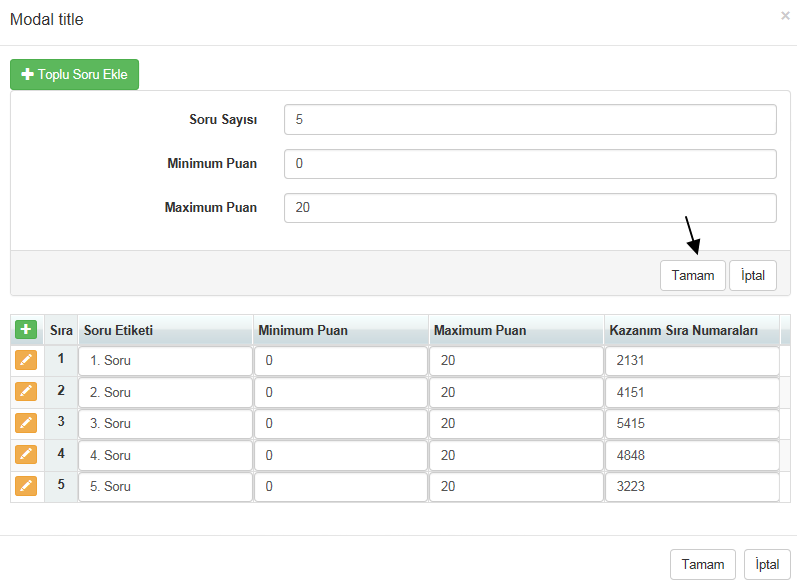 Modal title ×
Toplu Soru Ekle
Soru Sayısı 5
Minimum Puan 0
Maximum Puan 20
Tamam İptal
Sıra Soru Etiketi Minimum Puan Maximum Puan Kazanım Sıra Numaraları
1 1. Soru 0 20 2131
2 2. Soru 0 20 4151
3 3. Soru 0 20 5415
4 4. Soru 0 20 4848
5 5. Soru 0 20 3223
Tamam İptal